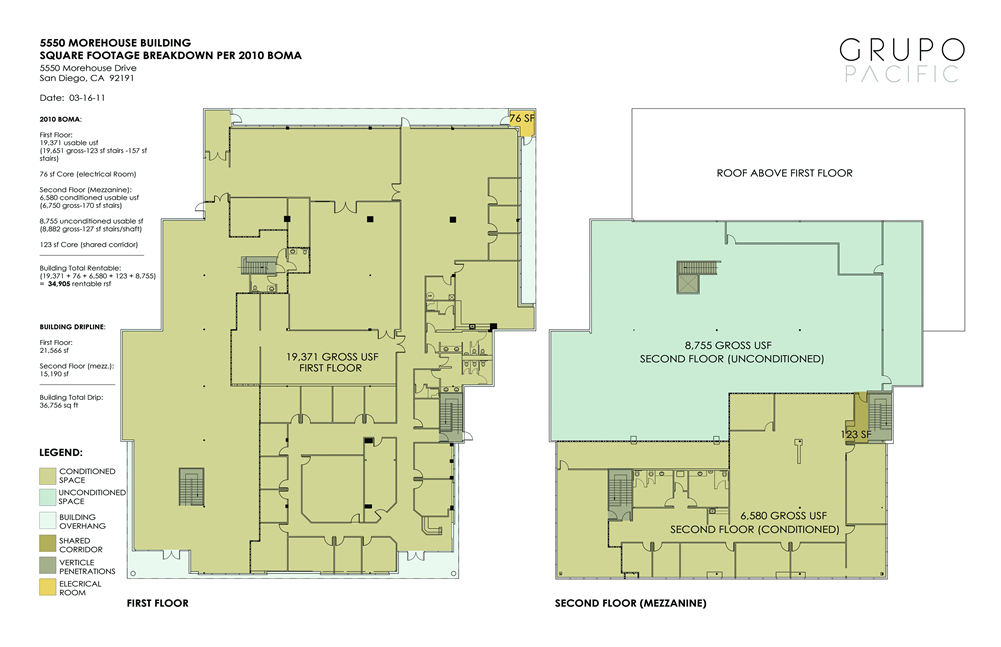 5550 MOREHOUSE BUILDING
SQUARE FOOTAGE BREAKDOWN PER 2010 BOMA
5550 Morehouse Drive
San Diego, CA 92191
Date: 03-16-11
GRUPO
PACIFIC
2010 BOMA:
First Floor:
19,371 usable usf
(19,651 gross-123 sf stairs -157 sf
stairs)
76 sf Core (electrical Room)
Second Floor (Mezzanine):
6,580 conditioned usable usf
(6,750 gross-170 sf stairs)
8,755 unconditioned usable sf
(8,882 gross-127 sf stairs/shaft)
123 sf Core (shared corridor)
Building Total Rentable:
(19,371 + 76 + 6,580 + 123 + 8,755)
= 34,905 rentable rsf
BUILDING DRIPLINE:
First Floor:
21,566 sf
Second Floor (mezz.):
15,190 sf
Building Total Drip:
36,756 sq ft
LEGEND:
CONDITIONED
SPACE
UNCONDITIONED
SPACE
BUILDING
OVERHANG
SHARED
CORRIDOR
VERTICLE
PENETRATIONS
ELECRICAL
ROOM
76 SF
19,371 GROSS USF
FIRST FLOOR
FIRST FLOOR
ROOF ABOVE FIRST FLOOR
8,755 GROSS USF
SECOND FLOOR (UNCONDITIONED)
123 SF
6,580 GROSS USF
SECOND FLOOR (CONDITIONED)
SECOND FLOOR (MEZZANINE)